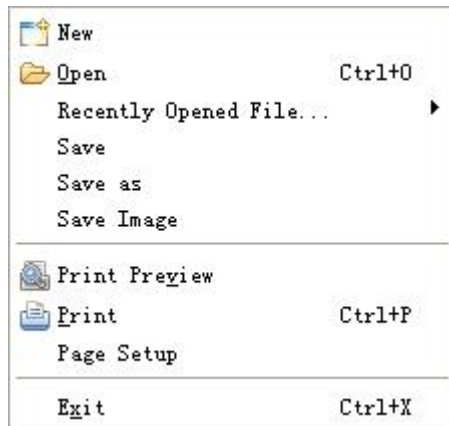 New
Open Ctrl+O
Recently Opened File...
Save
Save as
Save Image
Print Preview
Print Ctrl+P
Page Setup
Exit Ctrl+X